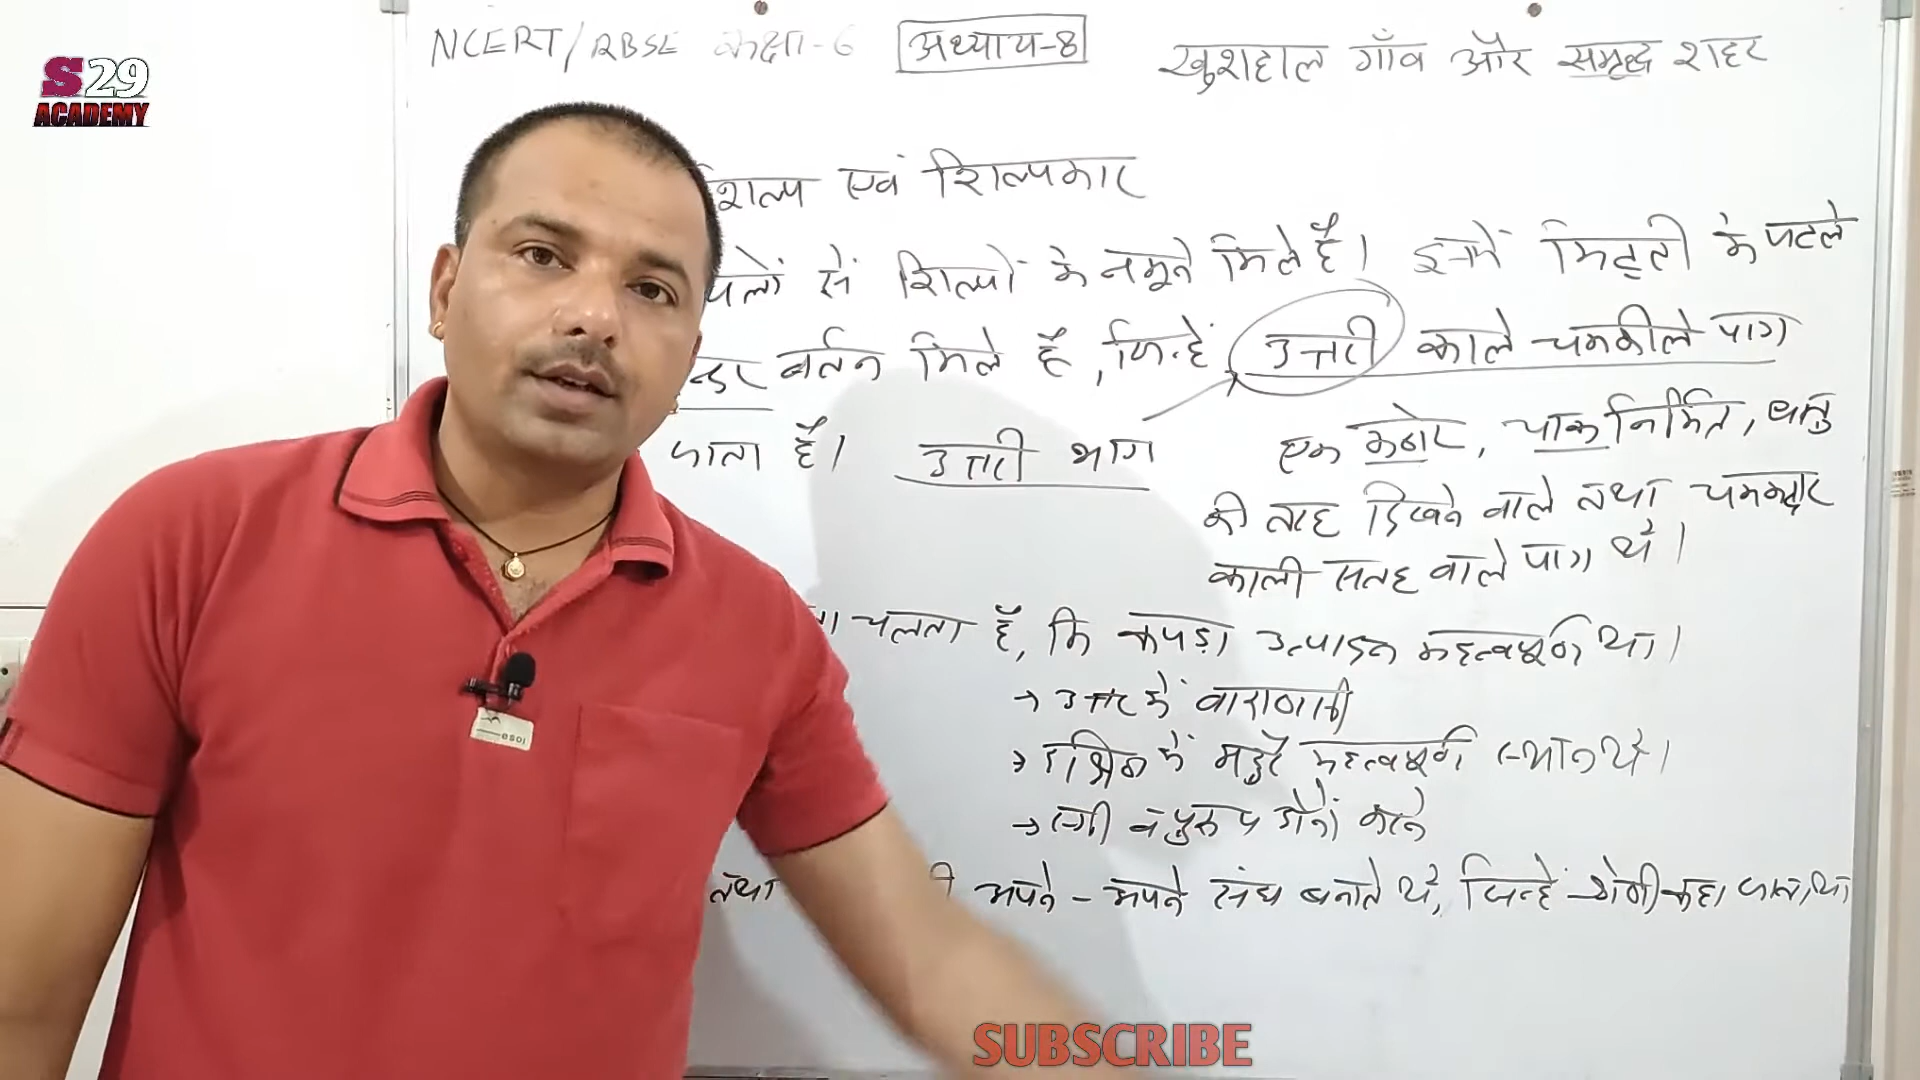 S29
ACADEMY
NCERT/RBSE कक्षा-6 अध्याय-8 खुशहाल गाँव और समृद्ध शहर
शिल्प एवं शिल्पकार
से शिल्पों के नमूने मिले हैं। इनमें मिट्टी के पतले
बर्तन मिले हैं, जिन्हें उत्तरी काले चमकीले पात्र
जाता है। उत्तरी भाग
एक कठोर, चाक निर्मित, धातु
की तरह दिखने वाले तथा चमकदार
काली सतह वाले पात्र थे।
चलता है, कि कपड़ा उत्पादन महत्वपूर्ण था।
→ उत्तर में वाराणसी
→ दक्षिण में मदुरै महत्वपूर्ण स्थान थे।
→ स्त्री व पुरुष दोनों करते
तथा अपने-अपने संघ बनाते थे, जिन्हें श्रेणी कहा जाता था
SUBSCRIBE